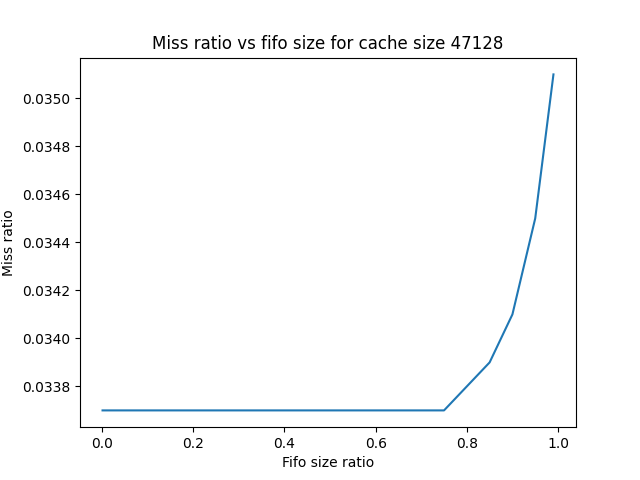 Miss ratio vs fifo size for cache size 47128
0.0350
0.0348
0.0346
0.0344
0.0342
0.0340
0.0338
Miss ratio
0.0 0.2 0.4 0.6 0.8 1.0
Fifo size ratio